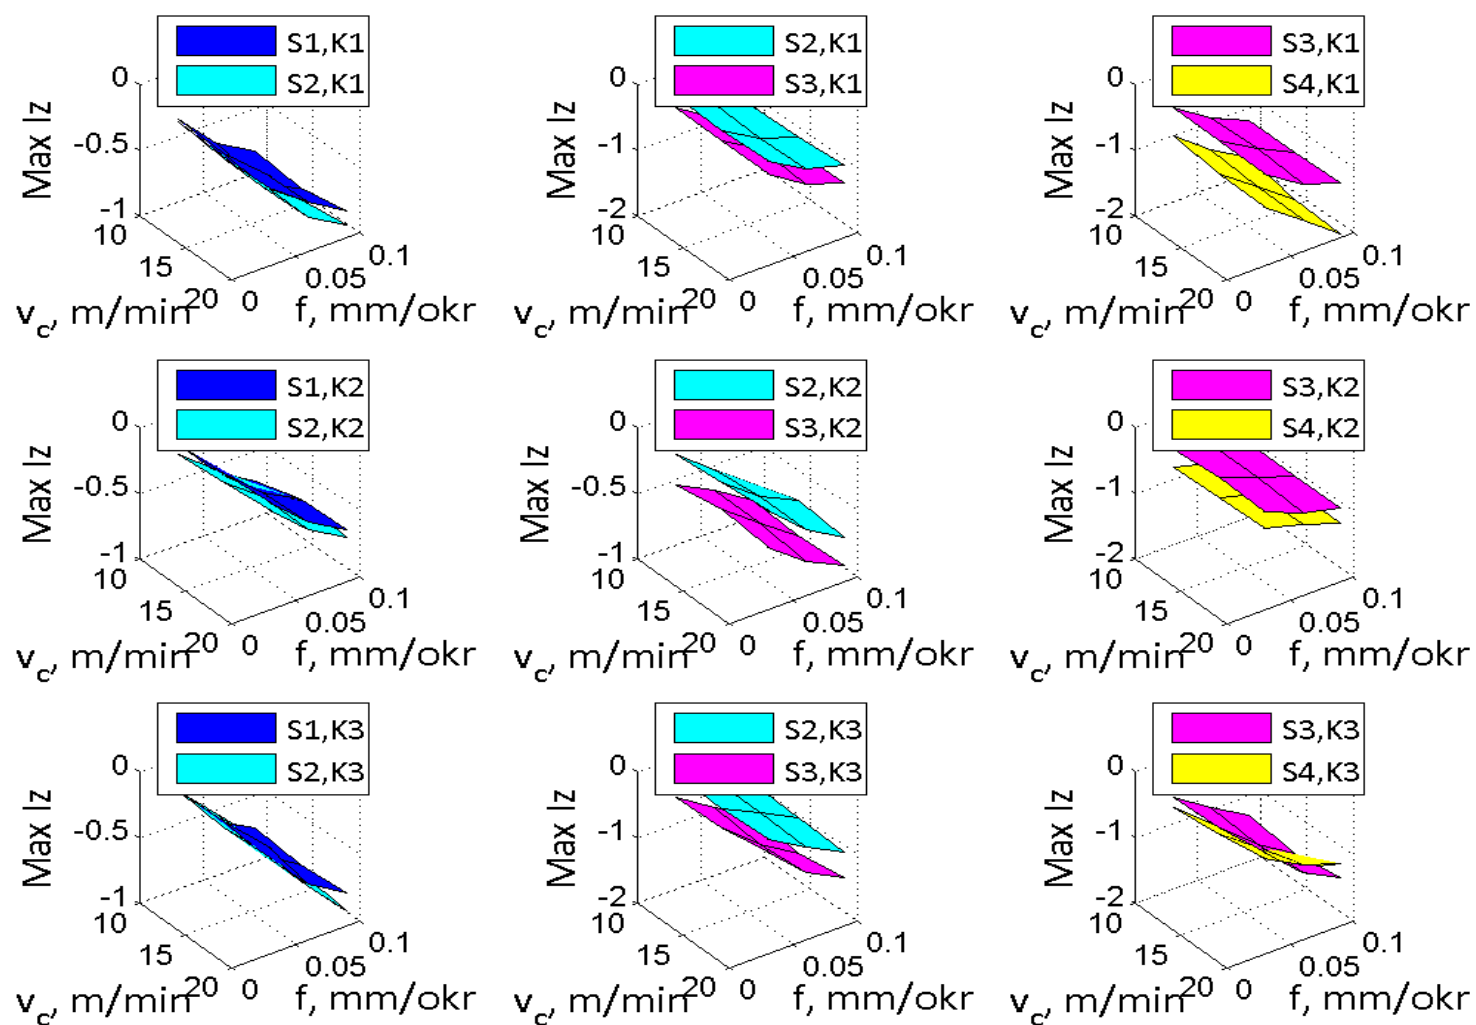 S1,K1
S2,K1
0
-0.5
-1
Max Iz
10
15
20
0
0.05
0.1
v_c, m/min
f, mm/okr
S2,K1
S3,K1
0
-1
-2
Max Iz
10
15
20
0
0.05
0.1
v_c, m/min
f, mm/okr
S3,K1
S4,K1
0
-1
-2
Max Iz
10
15
20
0
0.05
0.1
v_c, m/min
f, mm/okr
S1,K2
S2,K2
0
-0.5
-1
Max Iz
10
15
20
0
0.05
0.1
v_c, m/min
f, mm/okr
S2,K2
S3,K2
0
-0.5
-1
Max Iz
10
15
20
0
0.05
0.1
v_c, m/min
f, mm/okr
S3,K2
S4,K2
0
-1
-2
Max Iz
10
15
20
0
0.05
0.1
v_c, m/min
f, mm/okr
S1,K3
S2,K3
0
-0.5
-1
Max Iz
10
15
20
0
0.05
0.1
v_c, m/min
f, mm/okr
S2,K3
S3,K3
0
-1
-2
Max Iz
10
15
20
0
0.05
0.1
v_c, m/min
f, mm/okr
S3,K3
S4,K3
0
-1
-2
Max Iz
10
15
20
0
0.05
0.1
v_c, m/min
f, mm/okr